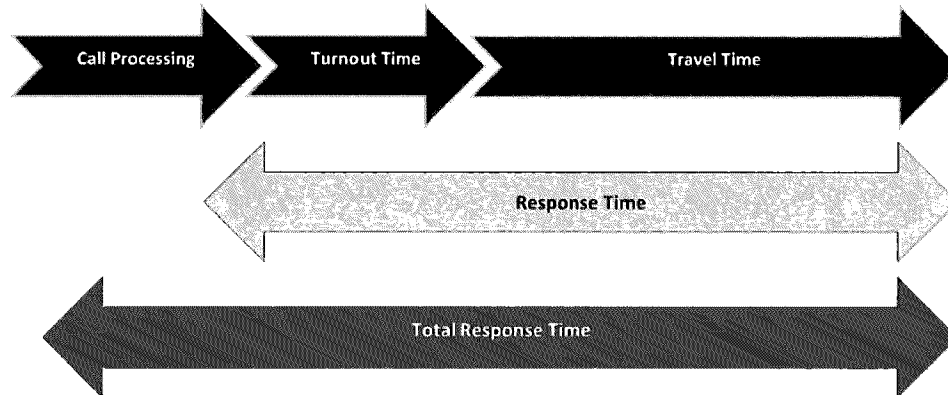 Call Processing
Turnout Time
Travel Time
Response Time
Total Response Time